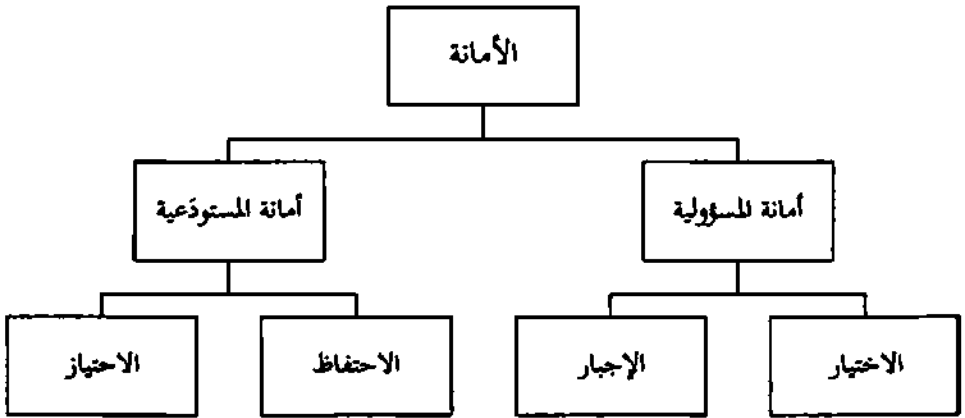 الأمانة
أمانة المسؤولية
أمانة المستودَعية
الاختيار
الإجبار
الاحتفاظ
الاحتياز